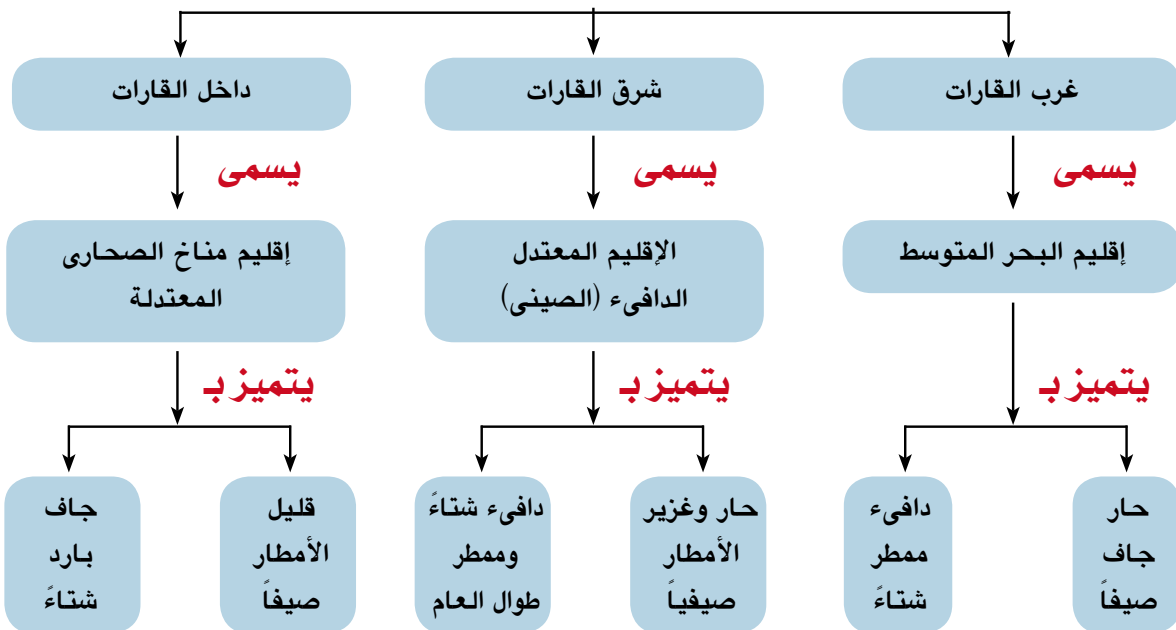 غرب القارات
شرق القارات
داخل القارات
يسمى
يسمى
يسمى
إقليم البحر المتوسط
الإقليم المعتدل
الدافىء (الصينى)
إقليم مناخ الصحارى
المعتدلة
يتميز بـ
يتميز بـ
يتميز بـ
حار
جاف
صيفاً
دافىء
ممطر
شتاءً
حار وغزير
الأمطار
صيفياً
دافىء شتاءً
وممطر
طوال العام
قليل
الأمطار
صيفاً
جاف
بارد
شتاءً